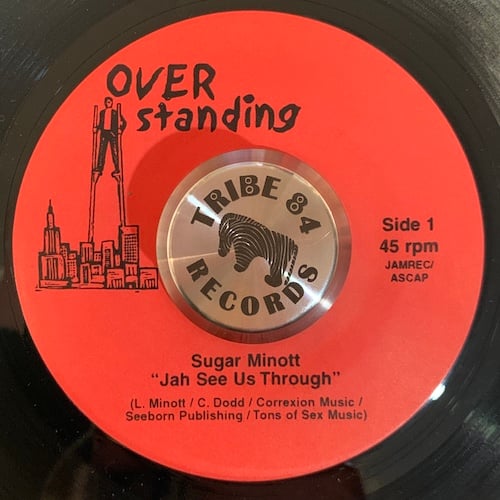 OVER
standing
TRIBE 84
RECORDS
Side 1
45 rpm
JAMREC/
ASCAP
Sugar Minott
"Jah See Us Through"
(L. Minott / C. Dodd / Correxion Music /
Seeborn Publishing / Tons of Sex Music)